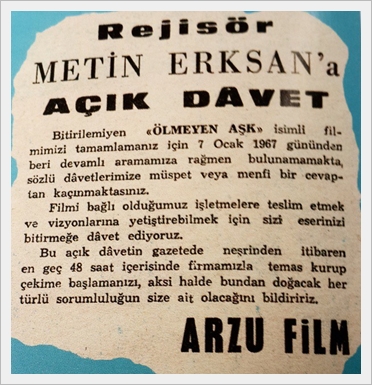 Rejisör
METİN ERKSAN'a
AÇIK DÂVET
Bitirilemiyen «ÖLMEYEN AŞK» isimli fil-
mimizi tamamlamanız için 7 Ocak 1967 gününden
beri devamlı aramamıza rağmen bulunamamakta,
sözlü dâvetlerimize müspet veya menfi bir cevap-
tan kaçınmaktasınız.
Filmi bağlı olduğumuz işletmelere teslim etmek
ve vizyonlarına yetiştirebilmek için sizi eserinizi
bitirmeğe dâvet ediyoruz.
Bu açık dâvetin gazetede neşrinden itibaren
en geç 48 saat içerisinde firmamızla temas kurup
çekime başlamanızı, aksi halde bundan doğacak her
türlü sorumluluğun size ait olacağını bildiririz.
ARZU FİLM